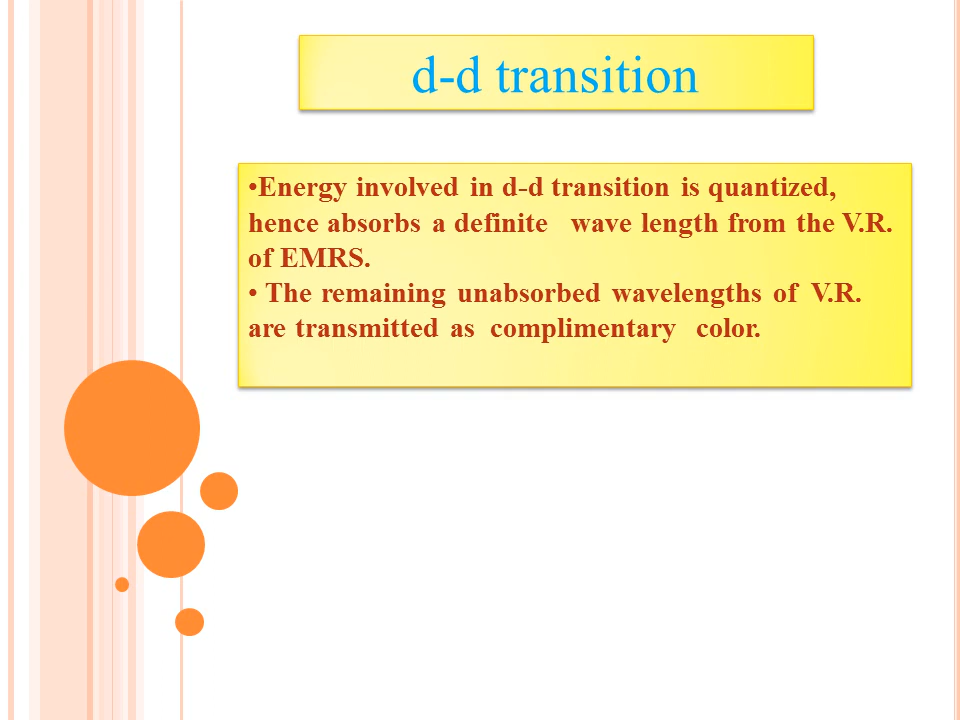 d-d transition
•Energy involved in d-d transition is quantized,
hence absorbs a definite wave length from the V.R.
of EMRS.
• The remaining unabsorbed wavelengths of V.R.
are transmitted as complimentary color.